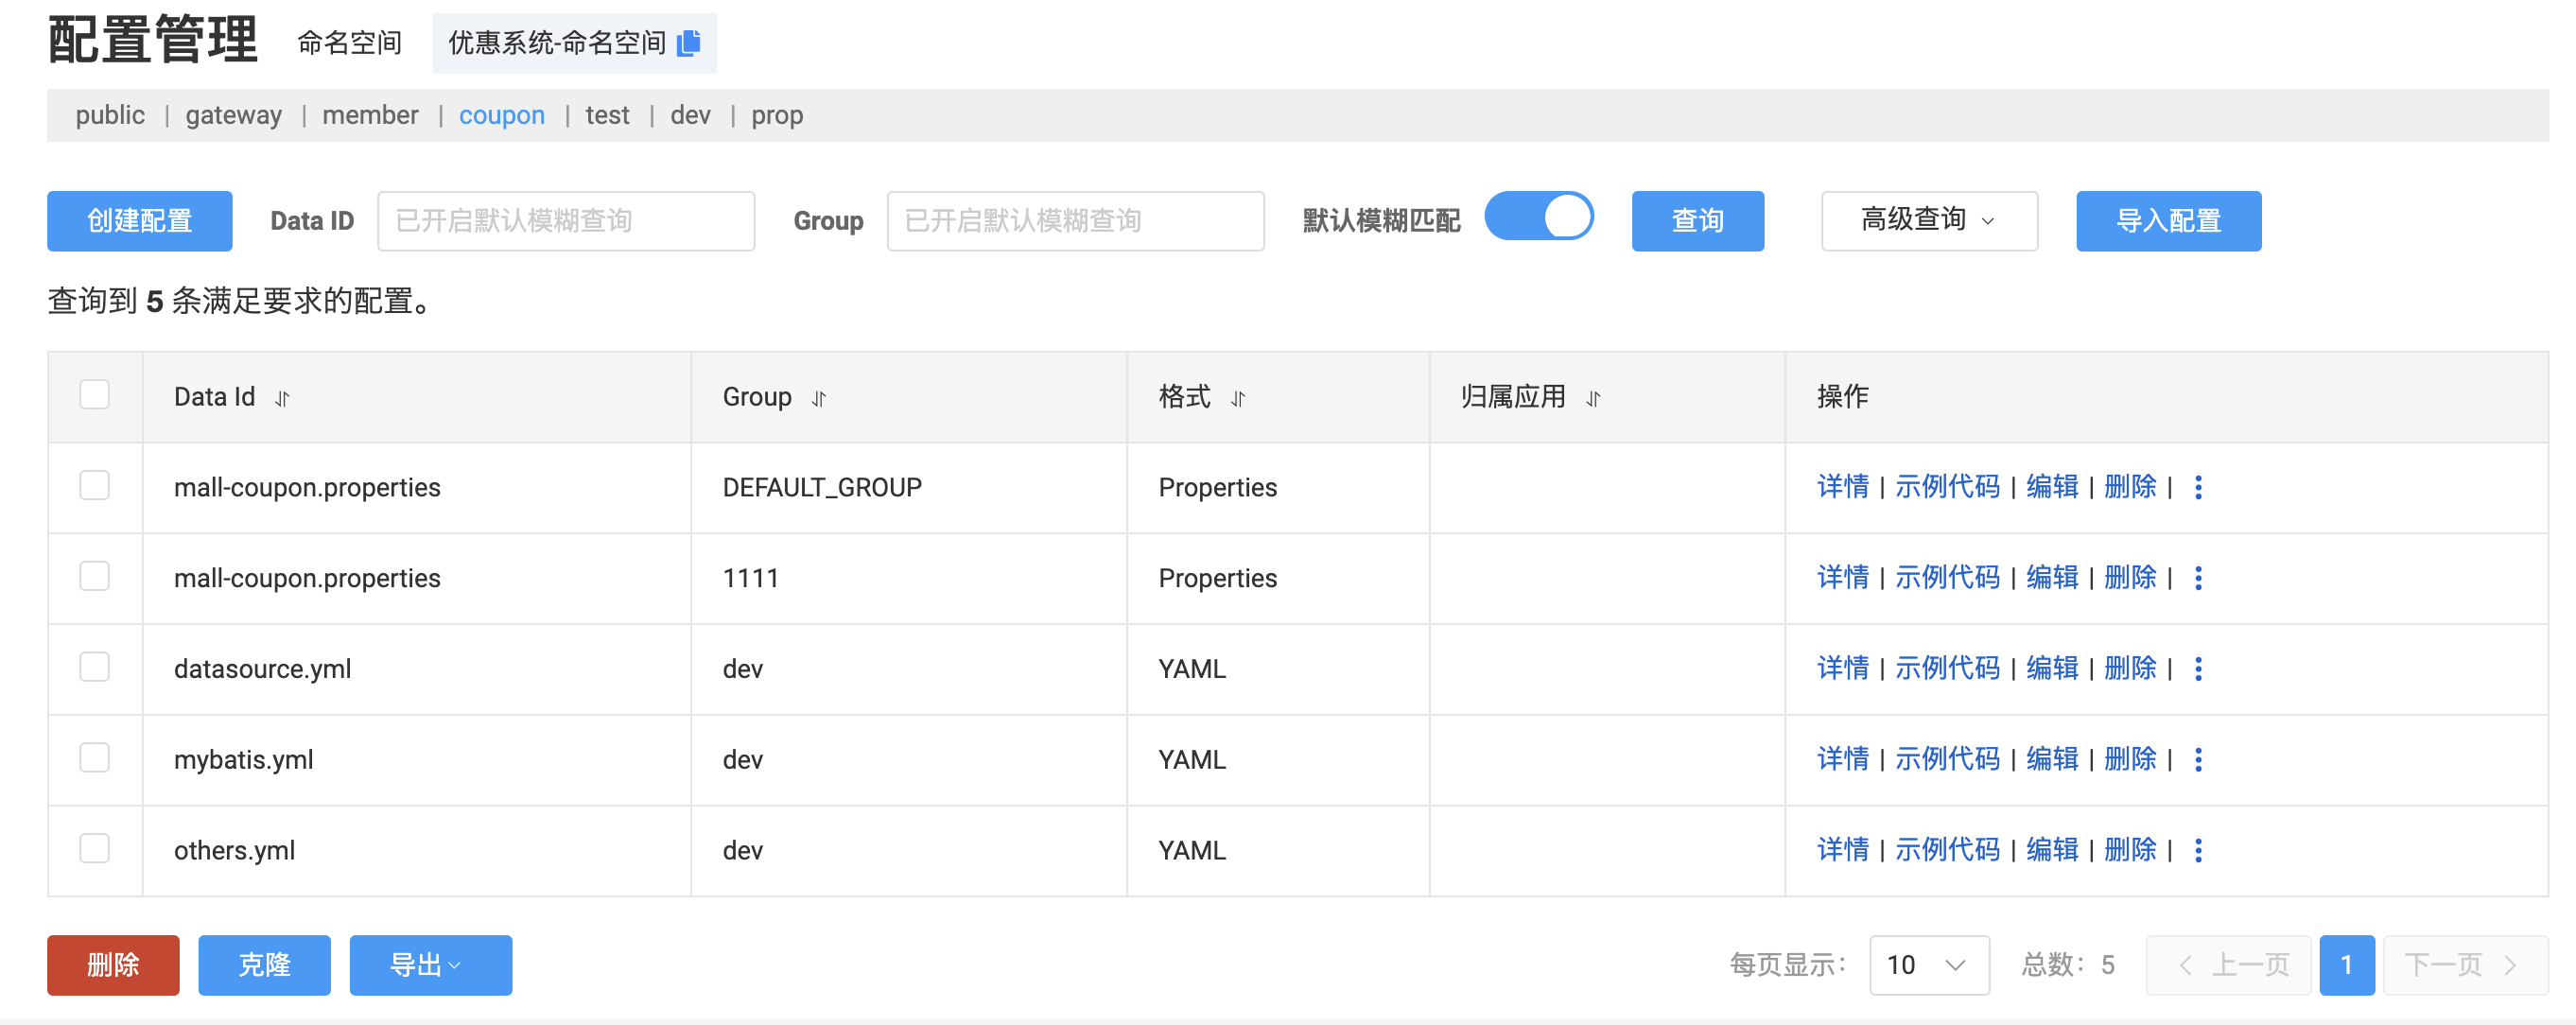 配置管理 命名空间 优惠系统-命名空间
public | gateway | member | coupon | test | dev | prop
创建配置 Data ID 已开启默认模糊查询 Group 已开启默认模糊查询 默认模糊匹配 查询 高级查询 导入配置
查询到 5 条满足要求的配置。
Data Id Group 格式 归属应用 操作
mall-coupon.properties DEFAULT_GROUP Properties 详情 | 示例代码 | 编辑 | 删除 |
mall-coupon.properties 1111 Properties 详情 | 示例代码 | 编辑 | 删除 |
datasource.yml dev YAML 详情 | 示例代码 | 编辑 | 删除 |
mybatis.yml dev YAML 详情 | 示例代码 | 编辑 | 删除 |
others.yml dev YAML 详情 | 示例代码 | 编辑 | 删除 |
删除 克隆 导出 每页显示: 10 总数: 5 上一页 1 下一页